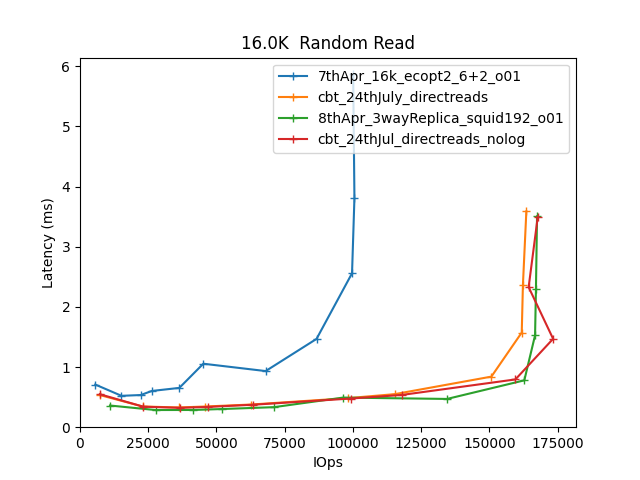 16.0K  Random Read
7thApr_16k_ecopt2_6+2_o01
cbt_24thJuly_directreads
8thApr_3wayReplica_squid192_o01
cbt_24thJul_directreads_nolog
Latency (ms)
6
5
4
3
2
1
0
0 25000 50000 75000 100000 125000 150000 175000
IOps